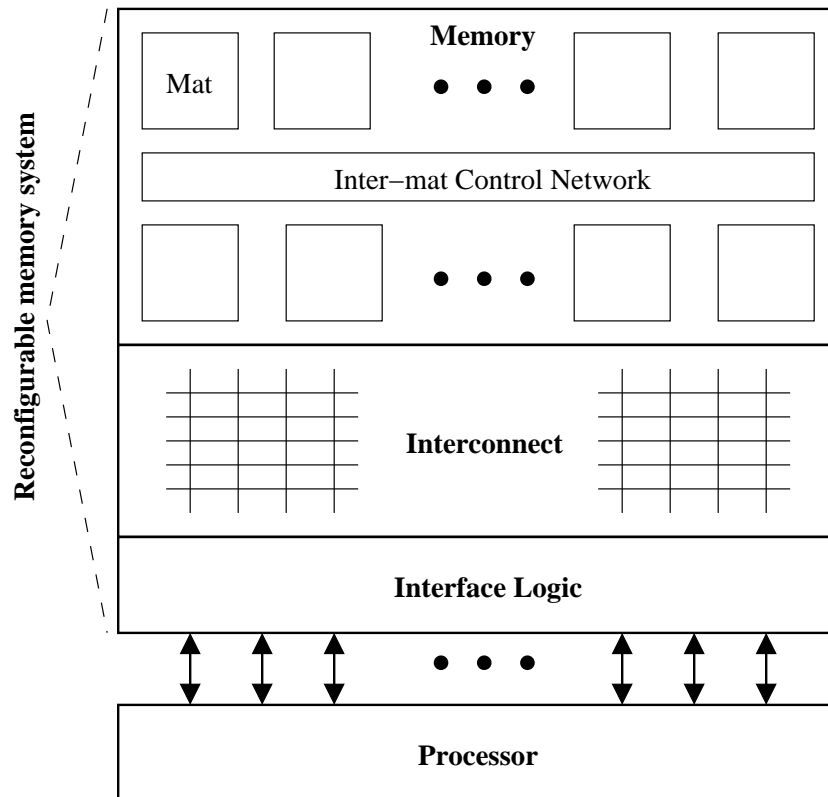 Memory
Mat
Inter−mat Control Network
Reconfigurable memory system
Interconnect
Interface Logic
Processor